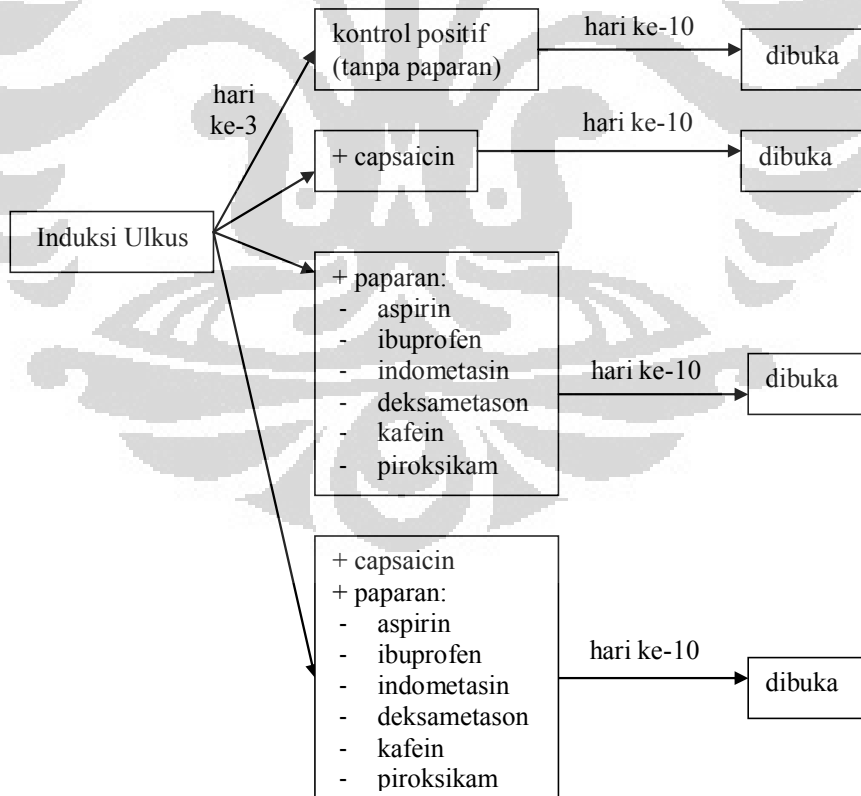 kontrol positif
(tanpa paparan)
hari ke-10
dibuka
hari
ke-3
+ capsaicin
hari ke-10
dibuka
Induksi Ulkus
+ paparan:
- aspirin
- ibuprofen
- indometasin
- deksametason
- kafein
- piroksikam
hari ke-10
dibuka
+ capsaicin
+ paparan:
- aspirin
- ibuprofen
- indometasin
- deksametason
- kafein
- piroksikam
hari ke-10
dibuka